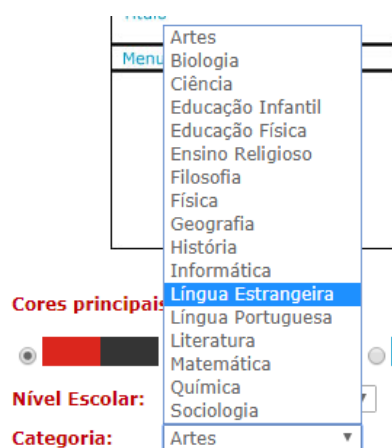 Título
Menu
Artes
Biologia
Ciência
Educação Infantil
Educação Física
Ensino Religioso
Filosofia
Física
Geografia
História
Informática
Língua Estrangeira
Língua Portuguesa
Literatura
Matemática
Química
Sociologia
Cores principais
Nível Escolar:
Categoria: Artes